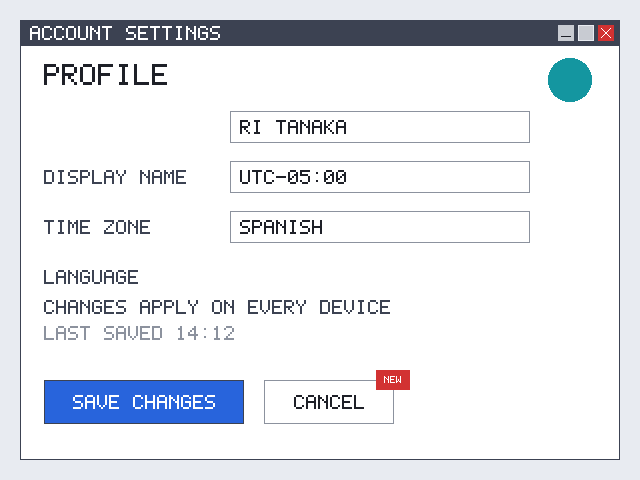 ACCOUNT SETTINGS
PROFILE
RI TANAKA
DISPLAY NAME UTC-05:00
TIME ZONE SPANISH
LANGUAGE
CHANGES APPLY ON EVERY DEVICE
LAST SAVED 14:12
NEW
SAVE CHANGES CANCEL